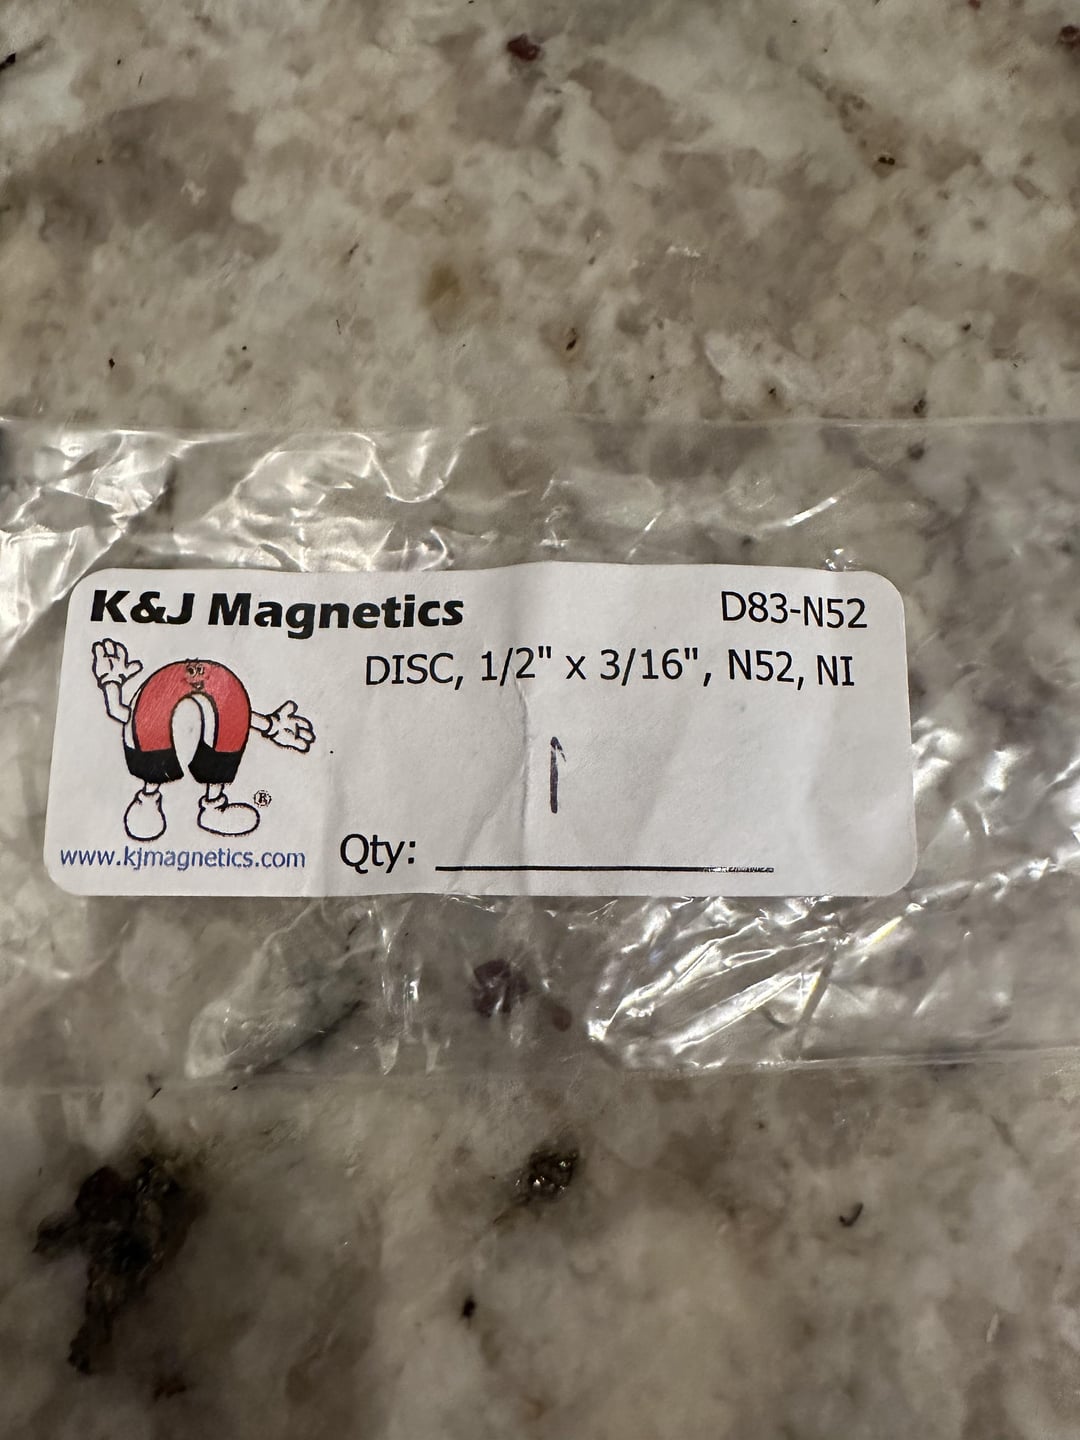 K&J Magnetics D83-N52
DISC, 1/2" x 3/16", N52, NI
1
®
www.kjmagnetics.com Qty: